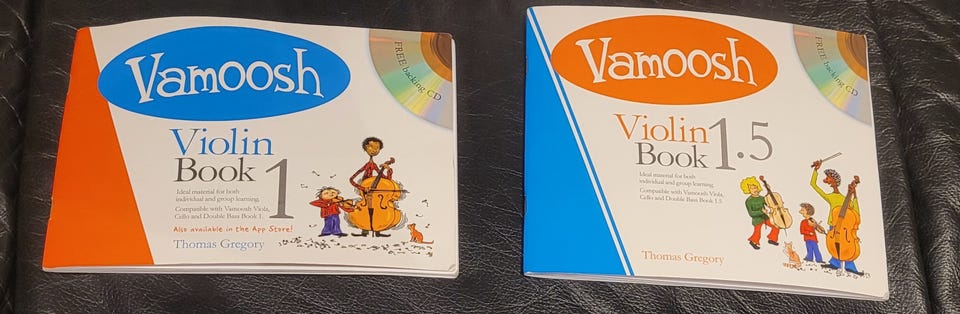 Vamoosh
FREE backing CD
Violin
Book 1
Ideal material for both
individual and group learning.
Compatible with Vamoosh Viola,
Cello and Double Bass Book 1.
Also available in the App Store!
Thomas Gregory
Vamoosh
FREE backing CD
Violin
Book 1.5
Ideal material for both
individual and group learning.
Compatible with Vamoosh Viola,
Cello and Double Bass Book 1.5
Thomas Gregory